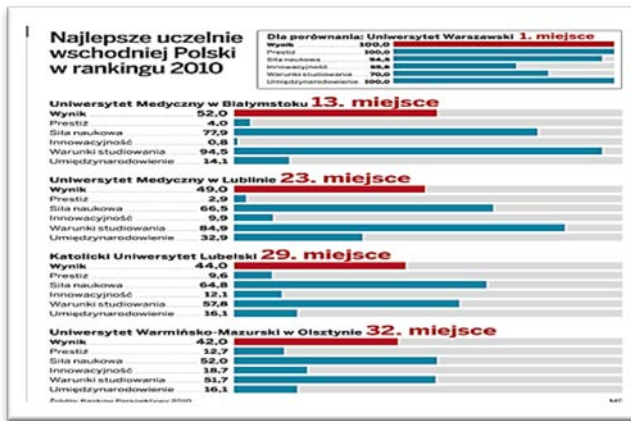 Najlepsze uczelnie
wschodniej Polski
w rankingu 2010
Dla porównania: Uniwersytet Warszawski 1. miejsce
Wynik 100,0
Prestiż 100,0
Siła naukowa 94,5
Innowacyjność
Warunki studiowania 70,0
Umiędzynarodowienie 100,0
Uniwersytet Medyczny w Białymstoku 13. miejsce
Wynik 52,0
Prestiż 4,0
Siła naukowa 77,9
Innowacyjność 0,8
Warunki studiowania 94,5
Umiędzynarodowienie 14,1
Uniwersytet Medyczny w Lublinie 23. miejsce
Wynik 49,0
Prestiż 2,9
Siła naukowa 66,5
Innowacyjność 9,9
Warunki studiowania 84,9
Umiędzynarodowienie 32,9
Katolicki Uniwersytet Lubelski 29. miejsce
Wynik 44,0
Prestiż 9,6
Siła naukowa 64,8
Innowacyjność 12,1
Warunki studiowania 57,8
Umiędzynarodowienie 16,1
Uniwersytet Warmińsko-Mazurski w Olsztynie 32. miejsce
Wynik 42,0
Prestiż 12,7
Siła naukowa 52,0
Innowacyjność 18,7
Warunki studiowania 51,7
Umiędzynarodowienie 16,1
Źródło: Ranking Perspektywy 2010